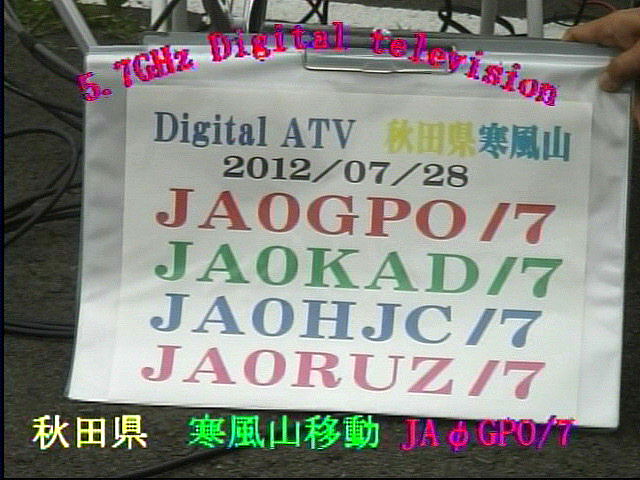 5.7GHz Digital television
Digital ATV 秋田県寒風山
2012/07/28
JA0GPO/7
JA0KAD/7
JA0HJC/7
JA0RUZ/7
秋田県 寒風山移動 JAφGPO/7